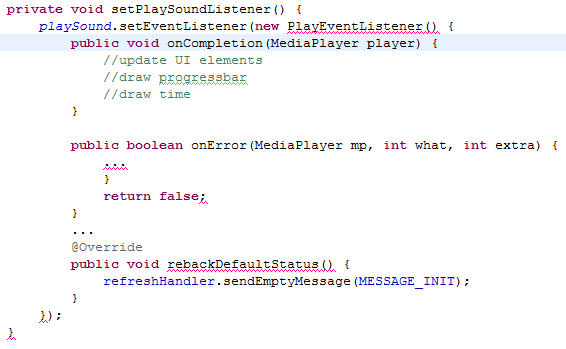 private void setPlaySoundListener() {
    playSound.setEventListener(new PlayEventListener() {
        public void onCompletion(MediaPlayer player) {
            //update UI elements
            //draw progressbar
            //draw time
        }

        public boolean onError(MediaPlayer mp, int what, int extra) {
            ...
            }
            return false;
        }
        ...
        @Override
        public void rebackDefaultStatus() {
            refreshHandler.sendEmptyMessage(MESSAGE_INIT);
        }
    });
}